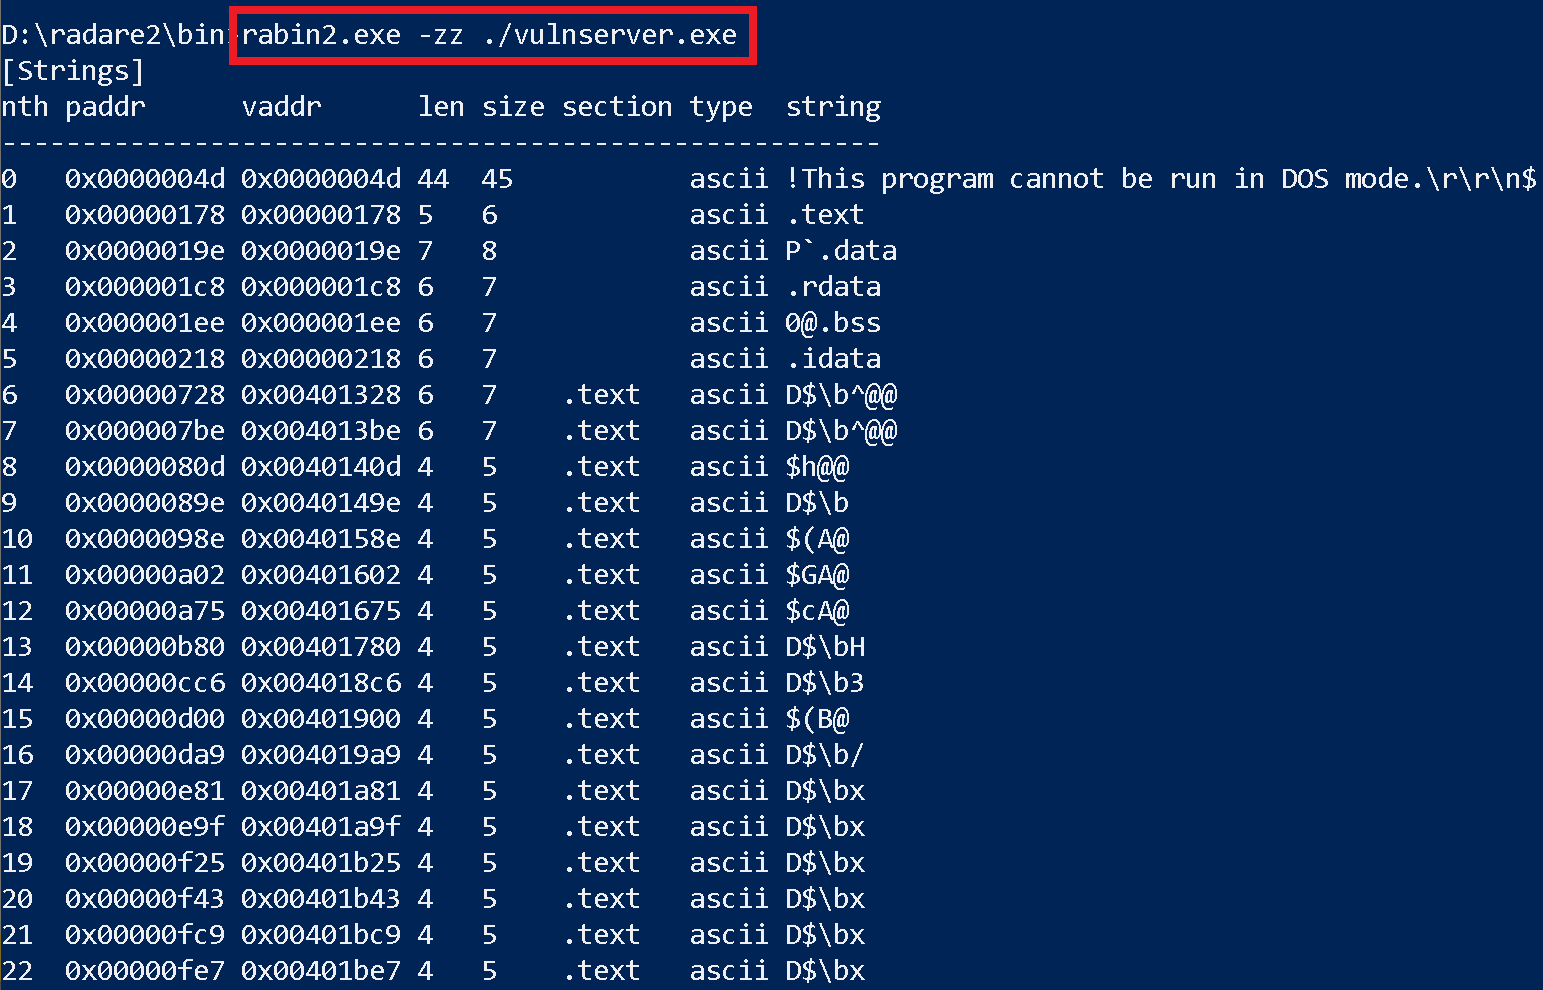 D:\radare2\bin>rabin2.exe -zz ./vulnserver.exe
[Strings]
nth paddr      vaddr      len size section type  string
-------------------------------------------------------
0   0x0000004d 0x0000004d 44  45           ascii !This program cannot be run in DOS mode.\r\r\n$
1   0x00000178 0x00000178 5   6            ascii .text
2   0x0000019e 0x0000019e 7   8            ascii P`.data
3   0x000001c8 0x000001c8 6   7            ascii .rdata
4   0x000001ee 0x000001ee 6   7            ascii 0@.bss
5   0x00000218 0x00000218 6   7            ascii .idata
6   0x00000728 0x00401328 6   7    .text   ascii D$\b^@@
7   0x000007be 0x004013be 6   7    .text   ascii D$\b^@@
8   0x0000080d 0x0040140d 4   5    .text   ascii $h@@
9   0x0000089e 0x0040149e 4   5    .text   ascii D$\b
10  0x0000098e 0x0040158e 4   5    .text   ascii $(A@
11  0x00000a02 0x00401602 4   5    .text   ascii $GA@
12  0x00000a75 0x00401675 4   5    .text   ascii $cA@
13  0x00000b80 0x00401780 4   5    .text   ascii D$\bH
14  0x00000cc6 0x004018c6 4   5    .text   ascii D$\b3
15  0x00000d00 0x00401900 4   5    .text   ascii $(B@
16  0x00000da9 0x004019a9 4   5    .text   ascii D$\b/
17  0x00000e81 0x00401a81 4   5    .text   ascii D$\bx
18  0x00000e9f 0x00401a9f 4   5    .text   ascii D$\bx
19  0x00000f25 0x00401b25 4   5    .text   ascii D$\bx
20  0x00000f43 0x00401b43 4   5    .text   ascii D$\bx
21  0x00000fc9 0x00401bc9 4   5    .text   ascii D$\bx
22  0x00000fe7 0x00401be7 4   5    .text   ascii D$\bx